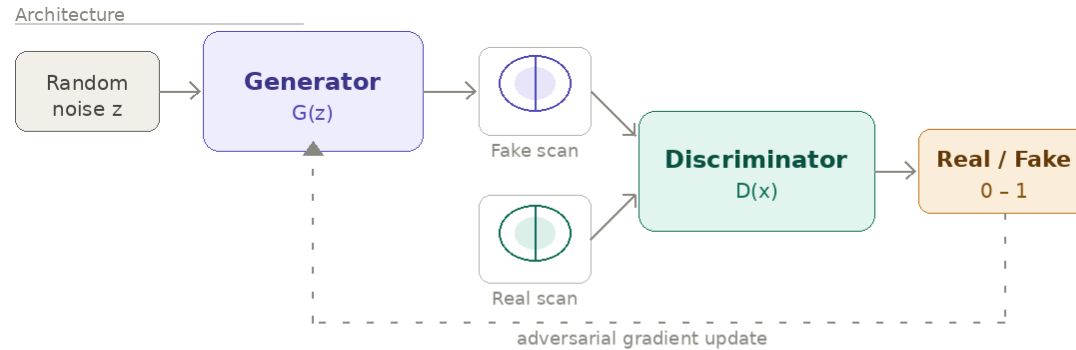 Architecture
Random
noise z
Generator
G(z)
Fake scan
Real scan
Discriminator
D(x)
Real / Fake
0 – 1
adversarial gradient update